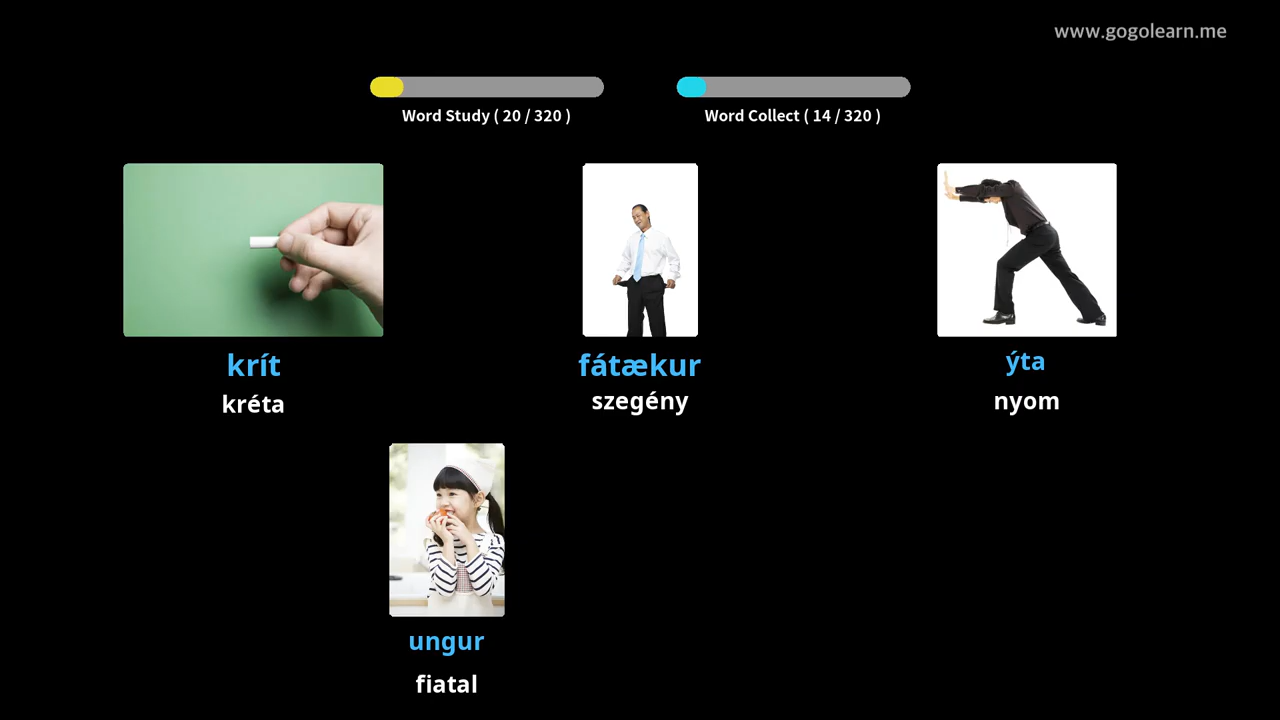 www.gogolearn.me
Word Study ( 20 / 320 )
Word Collect ( 14 / 320 )
krít
kréta
fátækur
szegény
ýta
nyom
ungur
fiatal